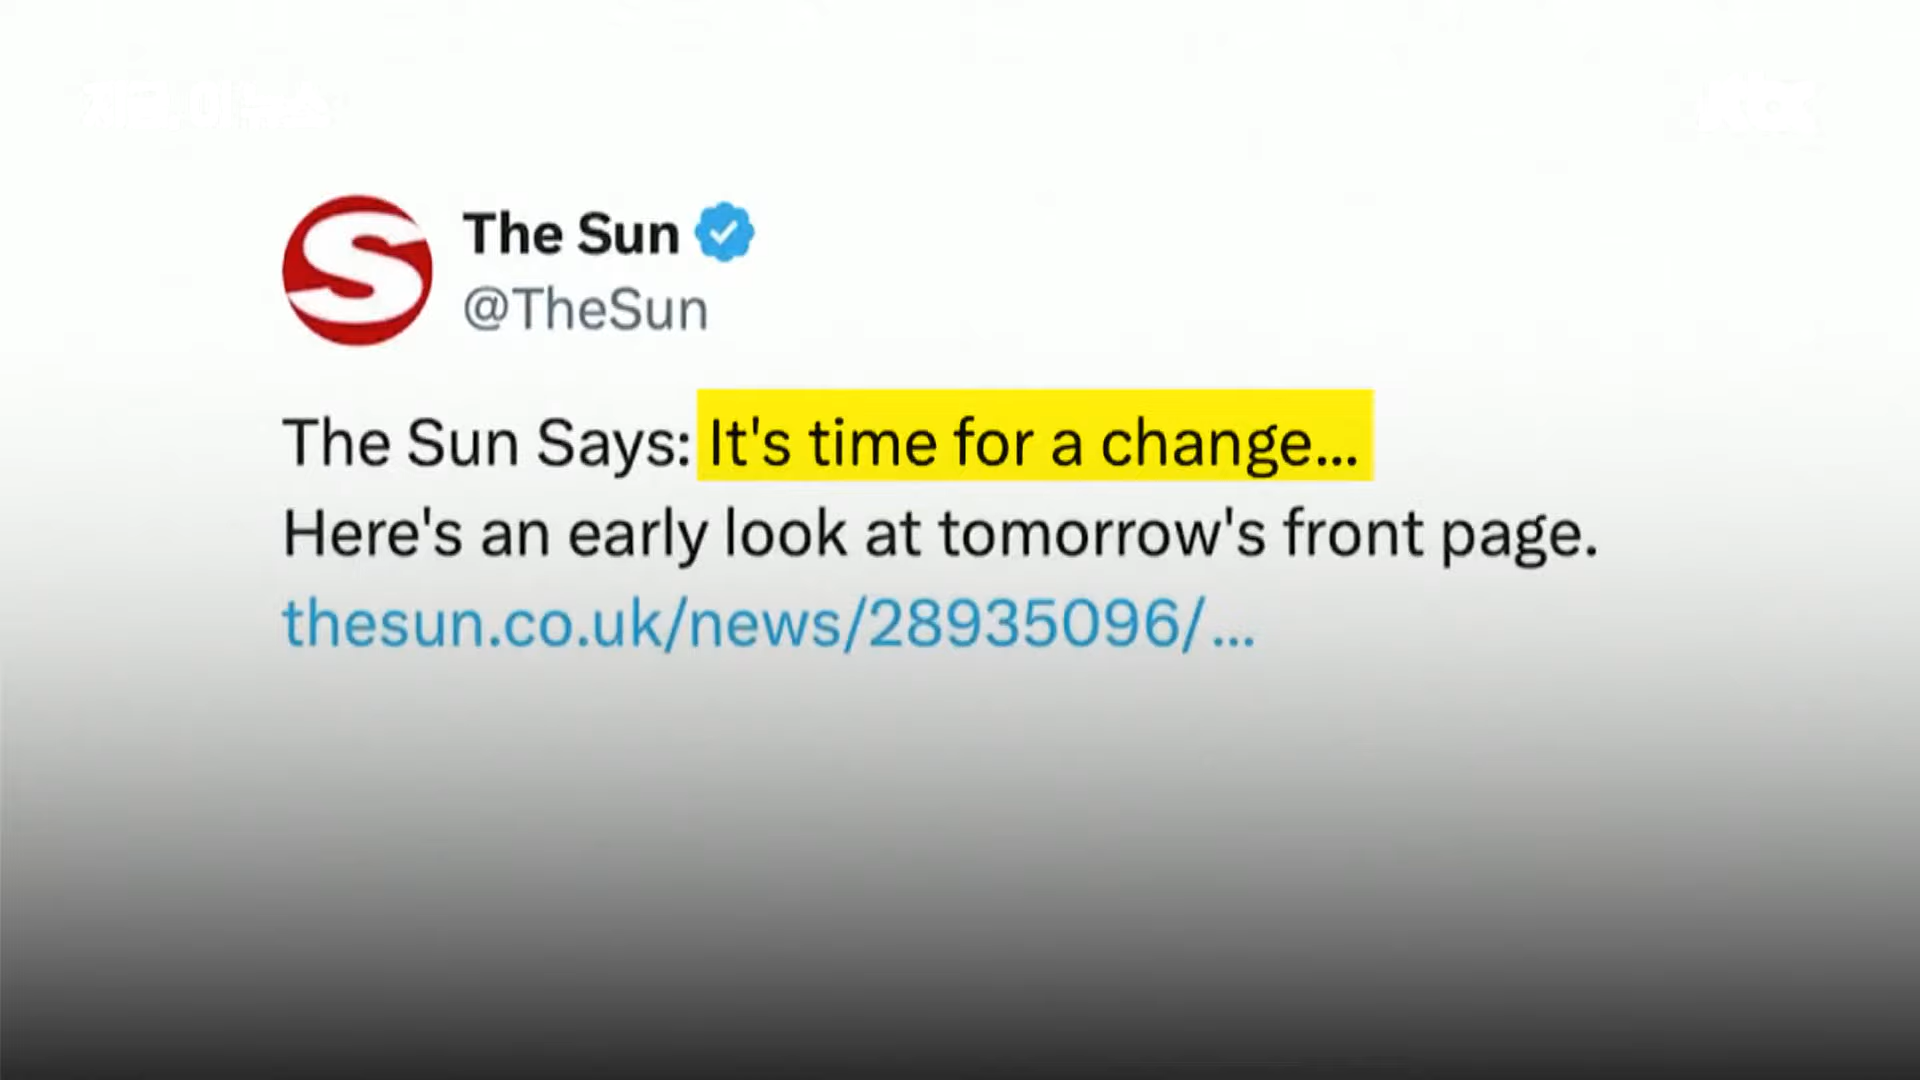 The Sun
@TheSun
The Sun Says: It's time for a change...
Here's an early look at tomorrow's front page.
thesun.co.uk/news/28935096/...